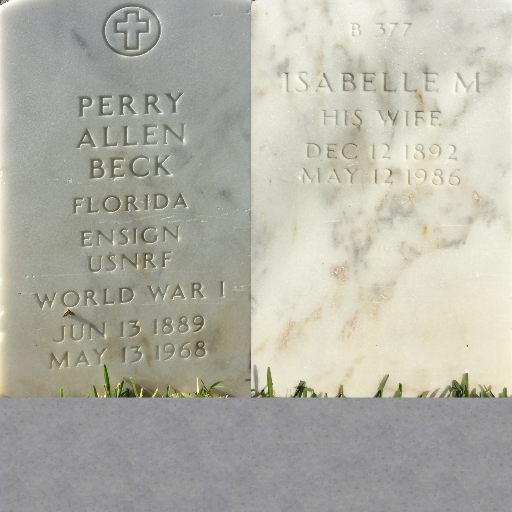 PERRY
ALLEN
BECK
FLORIDA
ENSIGN
USNRF
WORLD WAR I
JUN 13 1889
MAY 13 1968
B 377
ISABELLE M
HIS WIFE
DEC 12 1892
MAY 12 1986